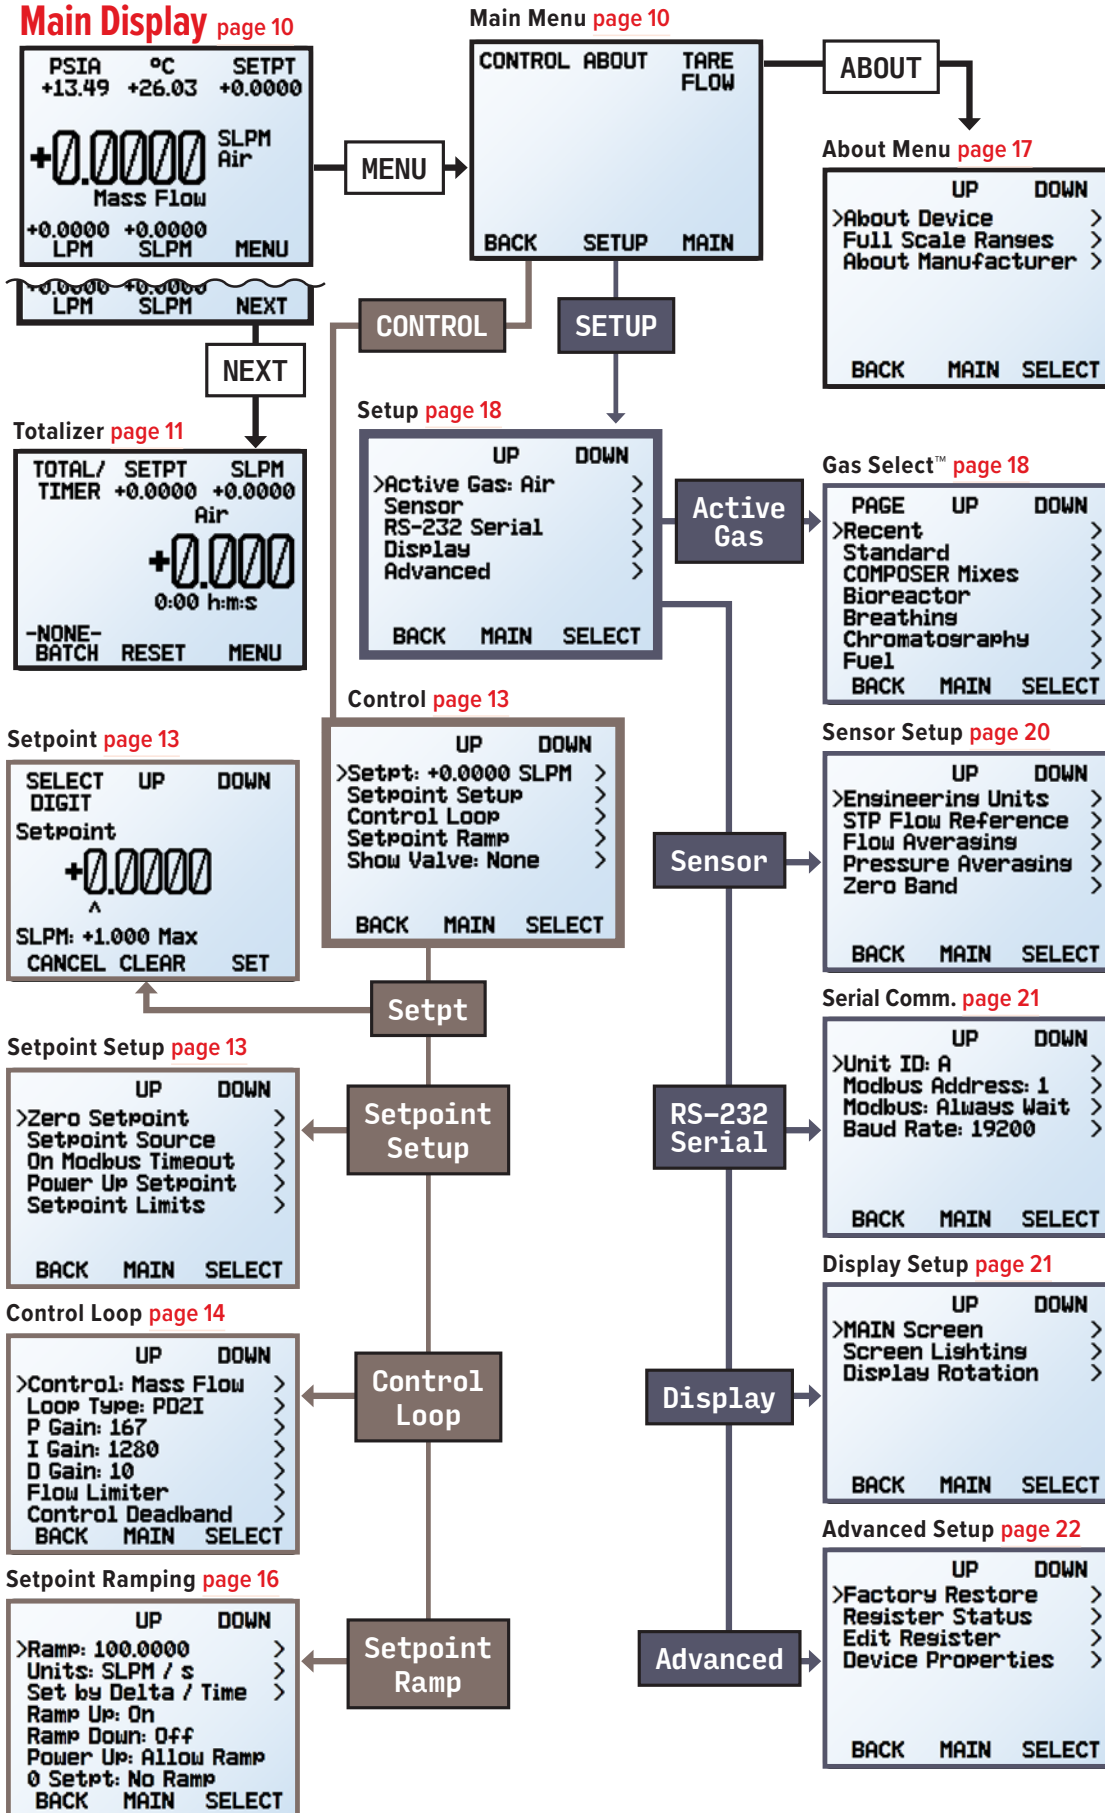 Main Display page 10
PSIA °C SETPT
+13.49 +26.03 +0.0000
+0.0000 SLPM
Air
Mass Flow
+0.0000 +0.0000
LPM SLPM MENU
+0.0000 +0.0000
LPM SLPM NEXT
MENU
NEXT
Main Menu page 10
CONTROL ABOUT TARE
FLOW
BACK SETUP MAIN
ABOUT
About Menu page 17
UP DOWN
>About Device >
Full Scale Ranges >
About Manufacturer >
BACK MAIN SELECT
CONTROL
SETUP
Totalizer page 11
TOTAL/ SETPT SLPM
TIMER +0.0000 +0.0000
Air
+0.000
0:00 h:m:s
-NONE-
BATCH RESET MENU
Setup page 18
UP DOWN
>Active Gas: Air >
Sensor >
RS-232 Serial >
Display >
Advanced >
BACK MAIN SELECT
Active
Gas
Gas Select™ page 18
PAGE UP DOWN
>Recent >
Standard >
COMPOSER Mixes >
Bioreactor >
Breathing >
Chromatography >
Fuel >
BACK MAIN SELECT
Control page 13
UP DOWN
>Setpt: +0.0000 SLPM >
Setpoint Setup >
Control Loop >
Setpoint Ramp >
Show Valve: None >
BACK MAIN SELECT
Setpoint page 13
SELECT UP DOWN
DIGIT
Setpoint
+0.0000
^
SLPM: +1.000 Max
CANCEL CLEAR SET
Setpt
Sensor
Sensor Setup page 20
UP DOWN
>Engineering Units >
STP Flow Reference >
Flow Averaging >
Pressure Averaging >
Zero Band >
BACK MAIN SELECT
Setpoint Setup page 13
UP DOWN
>Zero Setpoint >
Setpoint Source >
On Modbus Timeout >
Power Up Setpoint >
Setpoint Limits >
BACK MAIN SELECT
Setpoint
Setup
RS-232
Serial
Serial Comm. page 21
UP DOWN
>Unit ID: A >
Modbus Address: 1 >
Modbus: Always Wait >
Baud Rate: 19200 >
BACK MAIN SELECT
Control Loop page 14
UP DOWN
>Control: Mass Flow >
Loop Type: PD2I >
P Gain: 167 >
I Gain: 1280 >
D Gain: 10 >
Flow Limiter >
Control Deadband >
BACK MAIN SELECT
Control
Loop
Display
Display Setup page 21
UP DOWN
>MAIN Screen >
Screen Lighting >
Display Rotation >
BACK MAIN SELECT
Setpoint Ramping page 16
UP DOWN
>Ramp: 100.0000 >
Units: SLPM / s >
Set by Delta / Time >
Ramp Up: On
Ramp Down: Off
Power Up: Allow Ramp
0 Setpt: No Ramp
BACK MAIN SELECT
Setpoint
Ramp
Advanced
Advanced Setup page 22
UP DOWN
>Factory Restore >
Register Status >
Edit Register >
Device Properties >
BACK MAIN SELECT